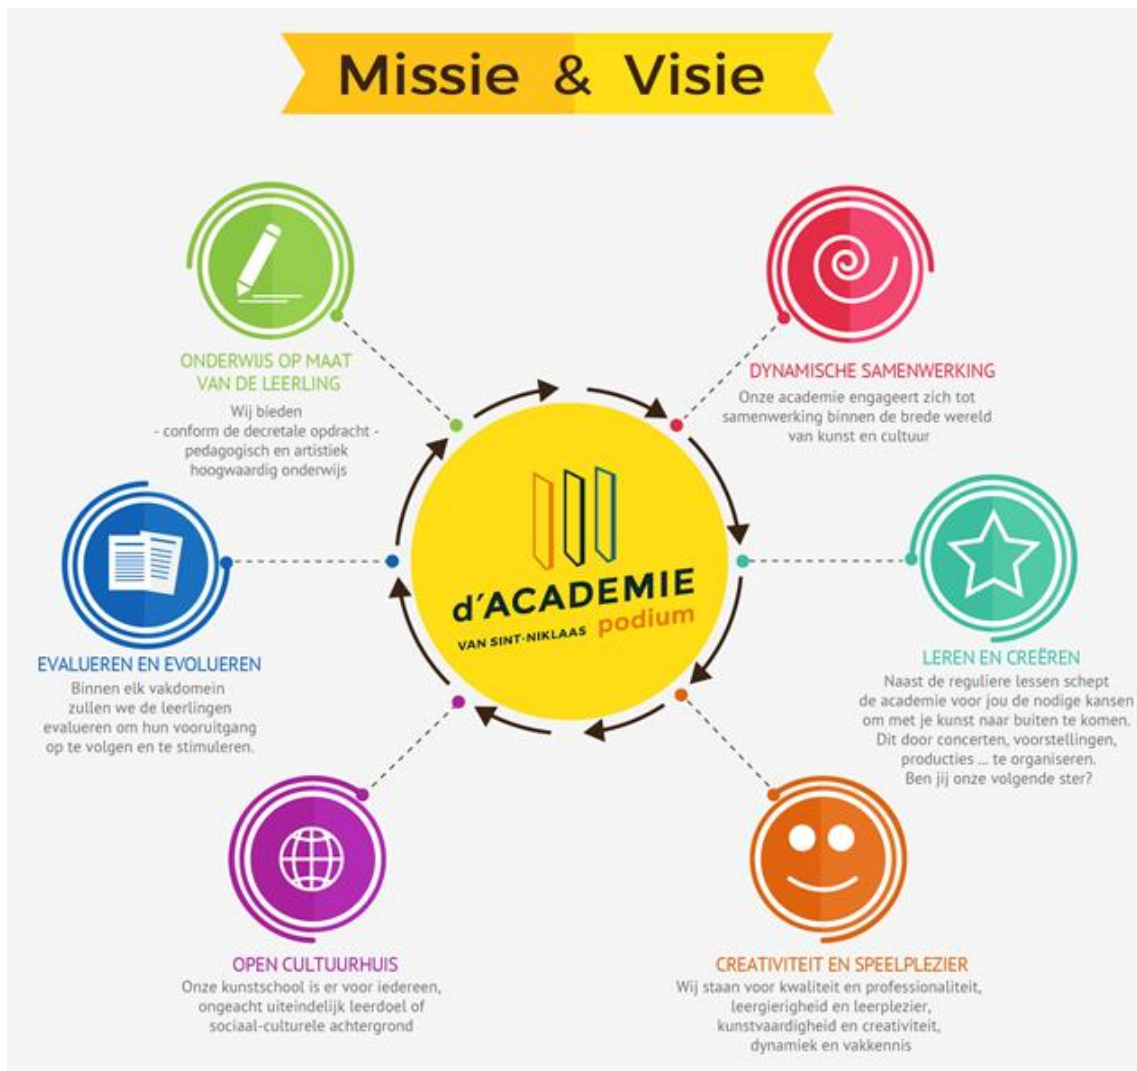 Missie & Visie
ONDERWIJS OP MAAT
VAN DE LEERLING
Wij bieden
- conform de decretale opdracht -
pedagogisch en artistiek
hoogwaardig onderwijs
DYNAMISCHE SAMENWERKING
Onze academie engageert zich tot
samenwerking binnen de brede wereld
van kunst en cultuur
d'ACADEMIE
VAN SINT-NIKLAAS podium
EVALUEREN EN EVOLUEREN
Binnen elk vakdomein
zullen we de leerlingen
evalueren om hun vooruitgang
op te volgen en te stimuleren.
LEREN EN CREËREN
Naast de reguliere lessen schept
de academie voor jou de nodige kansen
om met je kunst naar buiten te komen.
Dit door concerten, voorstellingen,
producties ... te organiseren.
Ben jij onze volgende ster?
OPEN CULTUURHUIS
Onze kunstschool is er voor iedereen,
ongeacht uiteindelijk leerdoel of
sociaal-culturele achtergrond
CREATIVITEIT EN SPEELPLEZIER
Wij staan voor kwaliteit en professionaliteit,
leergierigheid en leerplezier,
kunstvaardigheid en creativiteit,
dynamiek en vakkennis